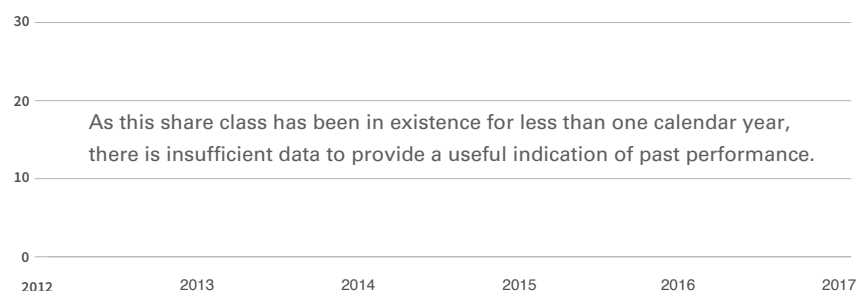 30
20
As this share class has been in existence for less than one calendar year,
there is insufficient data to provide a useful indication of past performance.
10
0
2012 2013 2014 2015 2016 2017